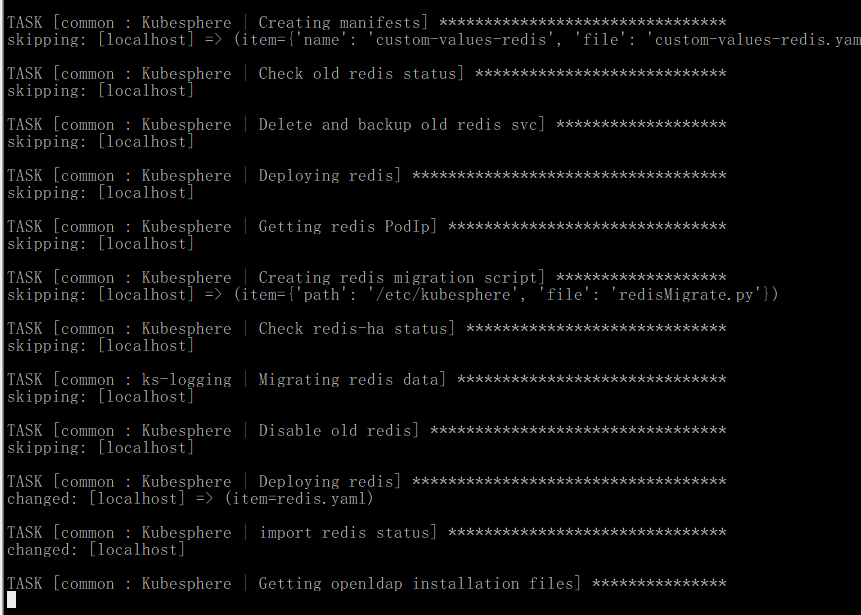 TASK [common : Kubesphere | Creating manifests] ********************************
skipping: [localhost] => (item={'name': 'custom-values-redis', 'file': 'custom-values-redis.yam
TASK [common : Kubesphere | Check old redis status] ****************************
skipping: [localhost]
TASK [common : Kubesphere | Delete and backup old redis svc] *******************
skipping: [localhost]
TASK [common : Kubesphere | Deploying redis] ***********************************
skipping: [localhost]
TASK [common : Kubesphere | Getting redis PodIp] *******************************
skipping: [localhost]
TASK [common : Kubesphere | Creating redis migration script] *******************
skipping: [localhost] => (item={'path': '/etc/kubesphere', 'file': 'redisMigrate.py'})
TASK [common : Kubesphere | Check redis-ha status] *****************************
skipping: [localhost]
TASK [common : ks-logging | Migrating redis data] ******************************
skipping: [localhost]
TASK [common : Kubesphere | Disable old redis] *********************************
skipping: [localhost]
TASK [common : Kubesphere | Deploying redis] ***********************************
changed: [localhost] => (item=redis.yaml)
TASK [common : Kubesphere | import redis status] *******************************
changed: [localhost]
TASK [common : Kubesphere | Getting openldap installation files] ***************